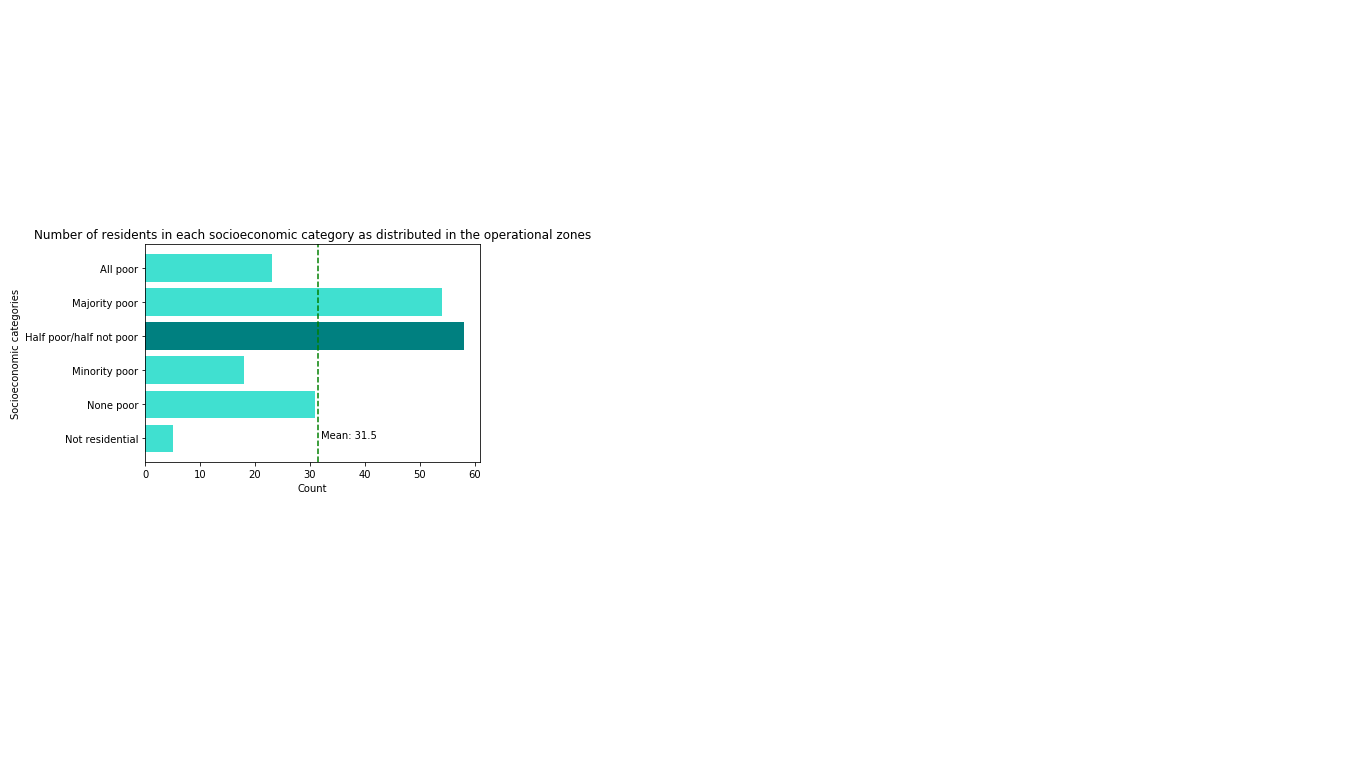 Number of residents in each socioeconomic category as distributed in the operational zones
Socioeconomic categories
All poor
Majority poor
Half poor/half not poor
Minority poor
None poor
Not residential
Mean: 31.5
0 10 20 30 40 50 60
Count